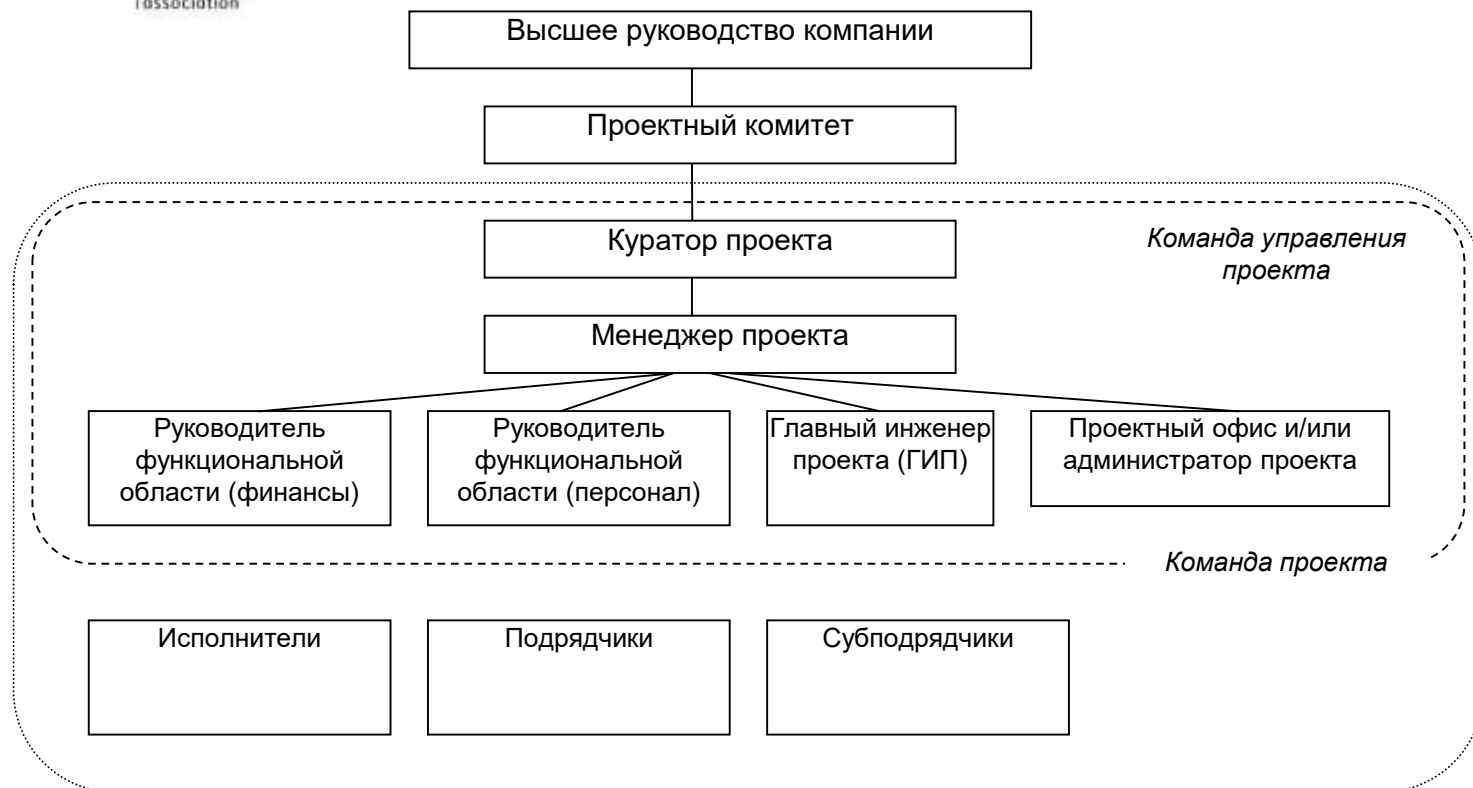 l'association
Высшее руководство компании
Проектный комитет
Куратор проекта
Команда управления
проекта
Менеджер проекта
Руководитель
функциональной
области (финансы)
Руководитель
функциональной
области (персонал)
Главный инженер
проекта (ГИП)
Проектный офис и/или
администратор проекта
Команда проекта
Исполнители
Подрядчики
Субподрядчики